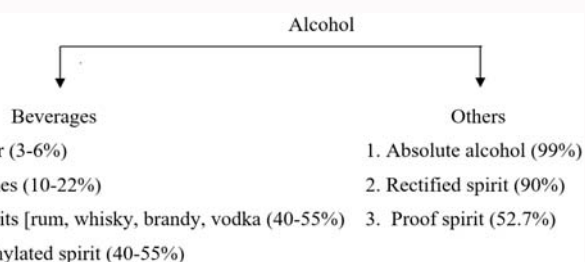 Alcohol
Beverages
Others
r (3-6%)
1. Absolute alcohol (99%)
es (10-22%)
2. Rectified spirit (90%)
its [rum, whisky, brandy, vodka (40-55%)
3. Proof spirit (52.7%)
ylated spirit (40-55%)